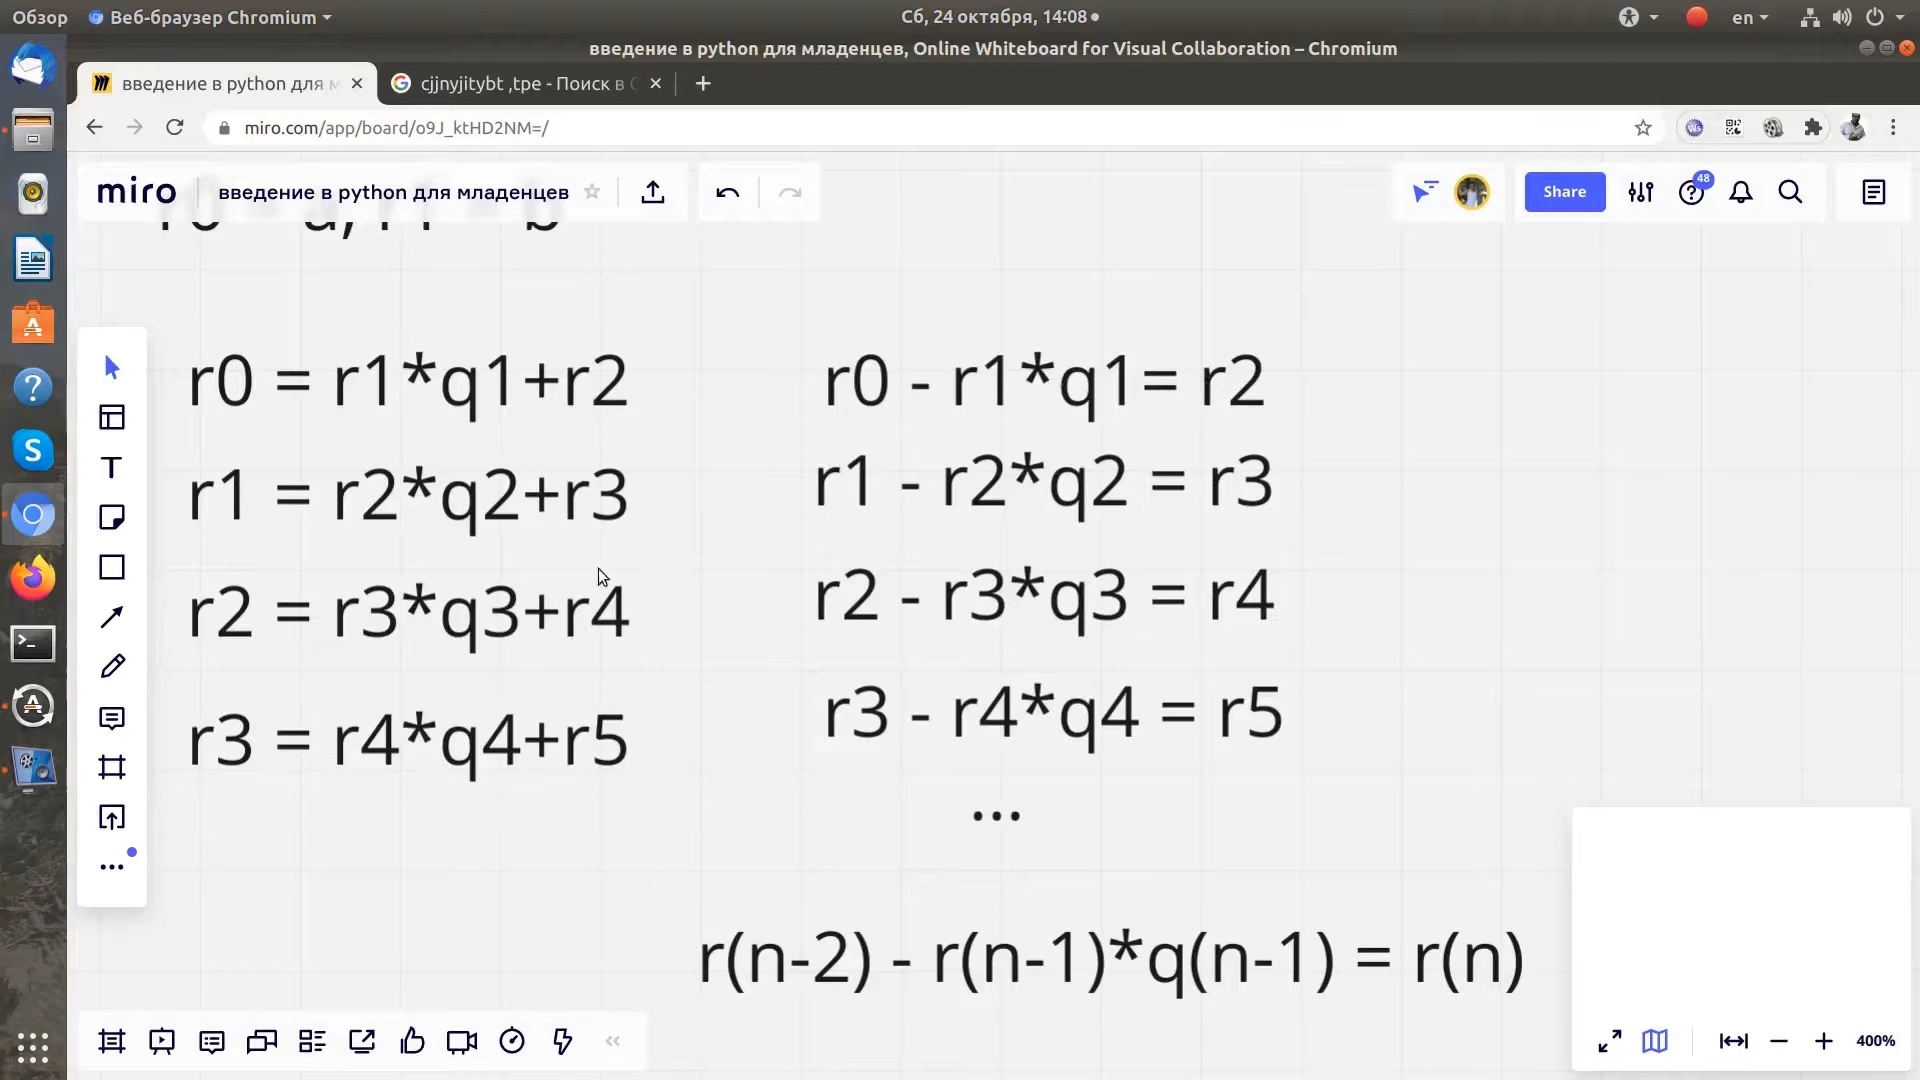 Обзор Веб-браузер Chromium Сб, 24 октября, 14:08 en
введение в python для младенцев, Online Whiteboard for Visual Collaboration – Chromium
введение в python для м cjjnyjitybt ,tpe - Поиск в G
miro.com/app/board/o9J_ktHD2NM=/
miro введение в python для младенцев Share 48
r0 = a, r1 = b
r0 = r1*q1+r2
r1 = r2*q2+r3
r2 = r3*q3+r4
r3 = r4*q4+r5
r0 - r1*q1= r2
r1 - r2*q2 = r3
r2 - r3*q3 = r4
r3 - r4*q4 = r5
...
r(n-2) - r(n-1)*q(n-1) = r(n)
400%